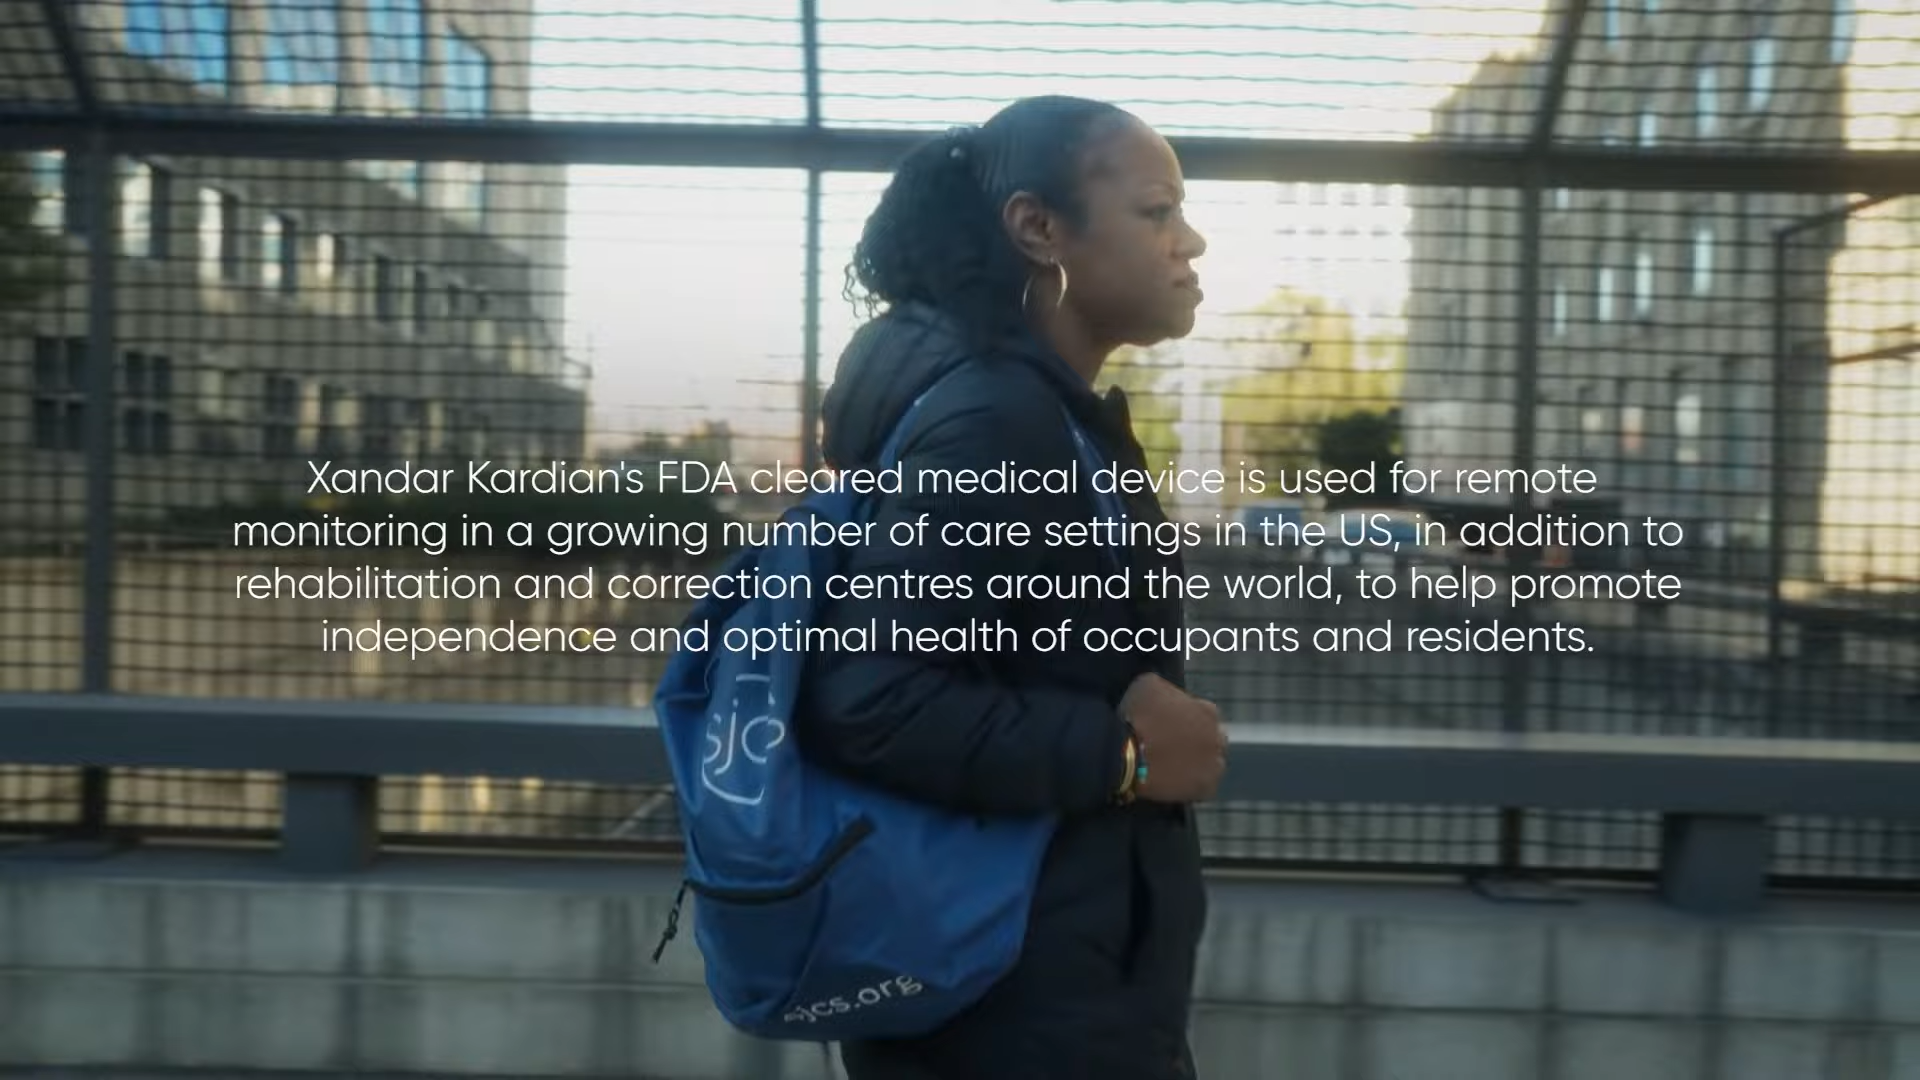 Xandar Kardian's FDA cleared medical device is used for remote
monitoring in a growing number of care settings in the US, in addition to
rehabilitation and correction centres around the world, to help promote
independence and optimal health of occupants and residents.
sjc
sjcs.org